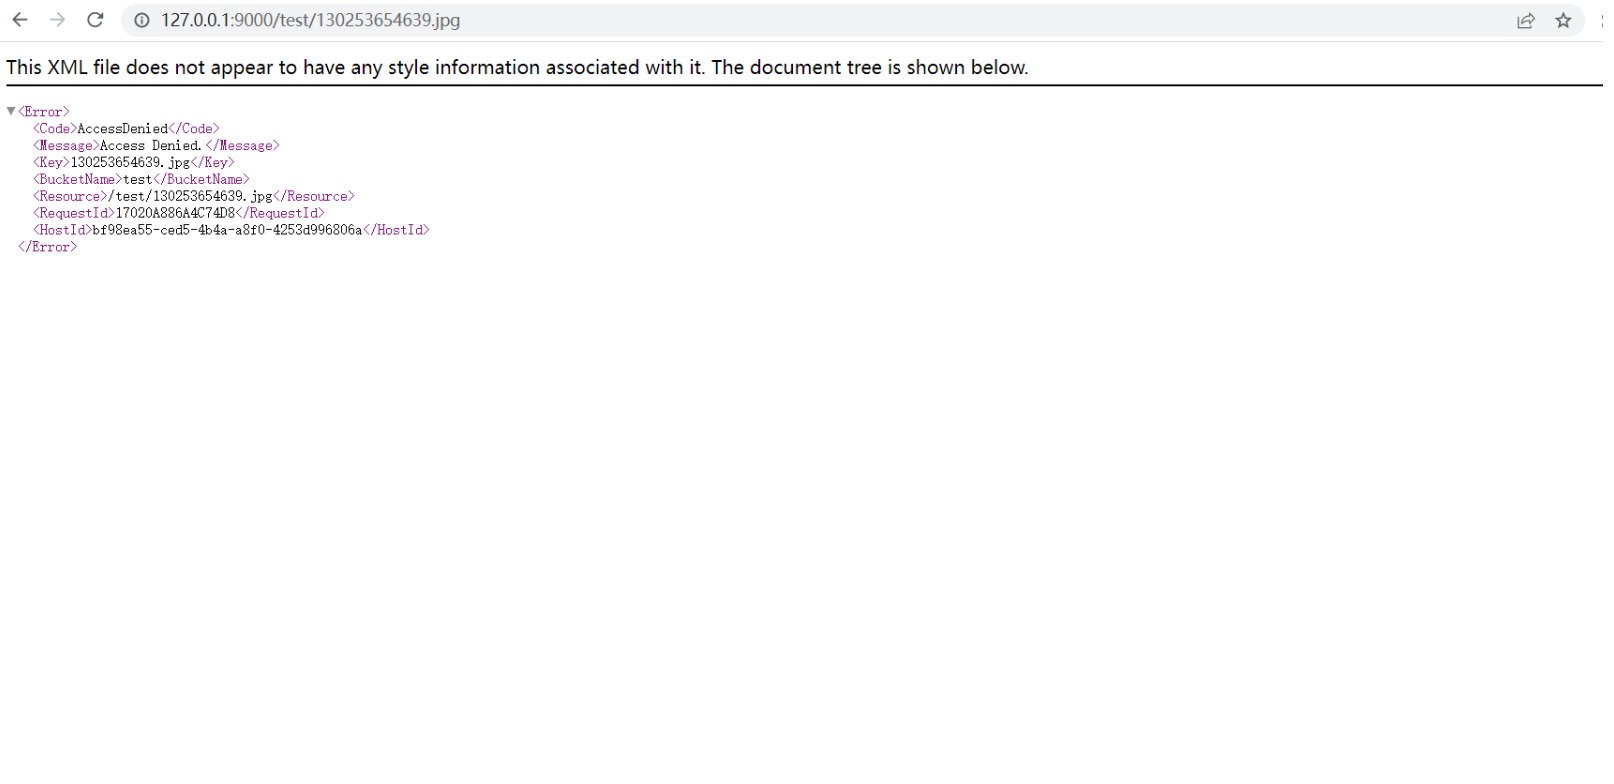 127.0.0.1:9000/test/130253654639.jpg
This XML file does not appear to have any style information associated with it. The document tree is shown below.
▼<Error>
<Code>AccessDenied</Code>
<Message>Access Denied.</Message>
<Key>130253654639.jpg</Key>
<BucketName>test</BucketName>
<Resource>/test/130253654639.jpg</Resource>
<RequestId>17020A886A4C74D8</RequestId>
<HostId>bf98ea55-ced5-4b4a-a8f0-4253d996806a</HostId>
</Error>